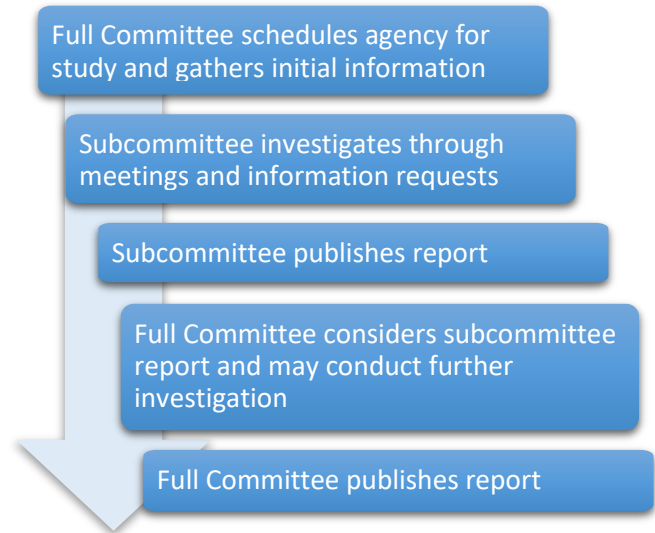 Full Committee schedules agency for
study and gathers initial information
Subcommittee investigates through
meetings and information requests
Subcommittee publishes report
Full Committee considers subcommittee
report and may conduct further
investigation
Full Committee publishes report